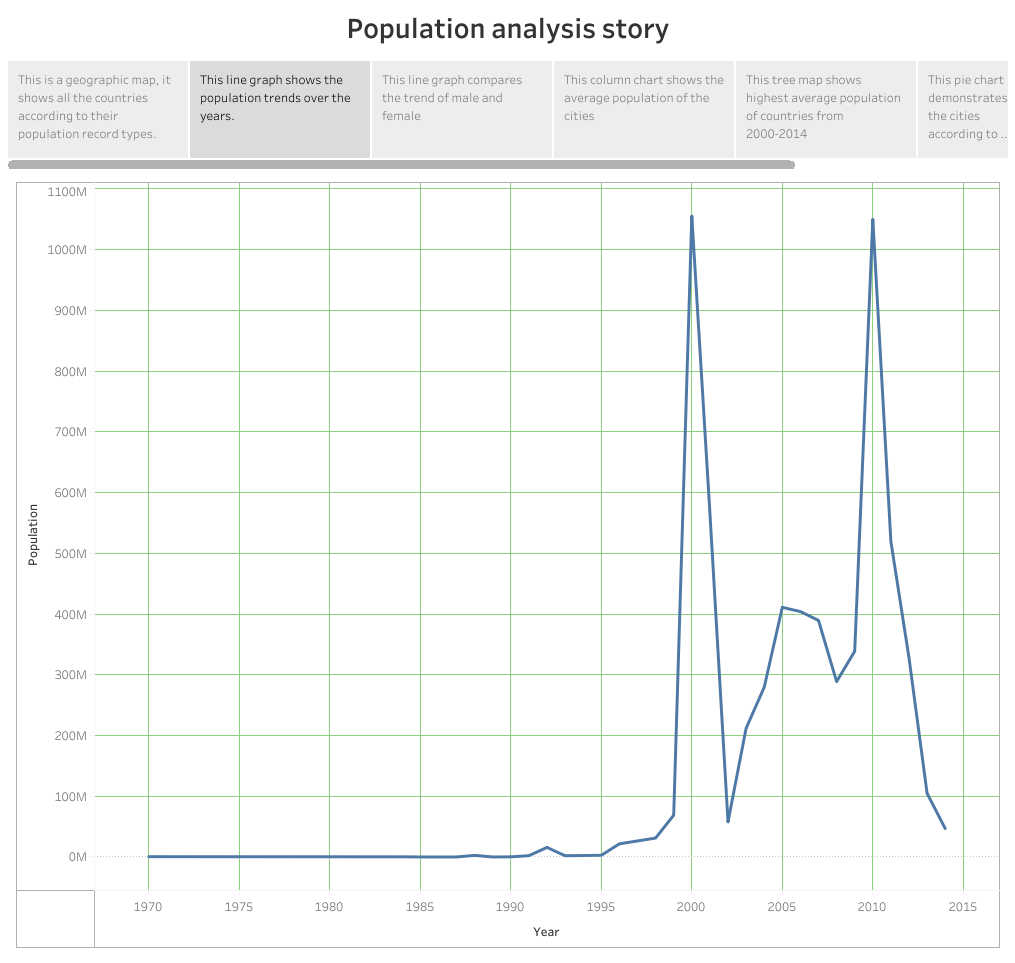 Population analysis story
This is a geographic map, it
shows all the countries
according to their
population record types.
This line graph shows the
population trends over the
years.
This line graph compares
the trend of male and
female
This column chart shows the
average population of the
cities
This tree map shows
highest average population
of countries from
2000-2014
This pie chart
demonstrates
the cities
according to ..
1100M
1000M
900M
800M
700M
600M
500M
400M
300M
200M
100M
0M
Population
1970
1975
1980
1985
1990
1995
2000
2005
2010
2015
Year